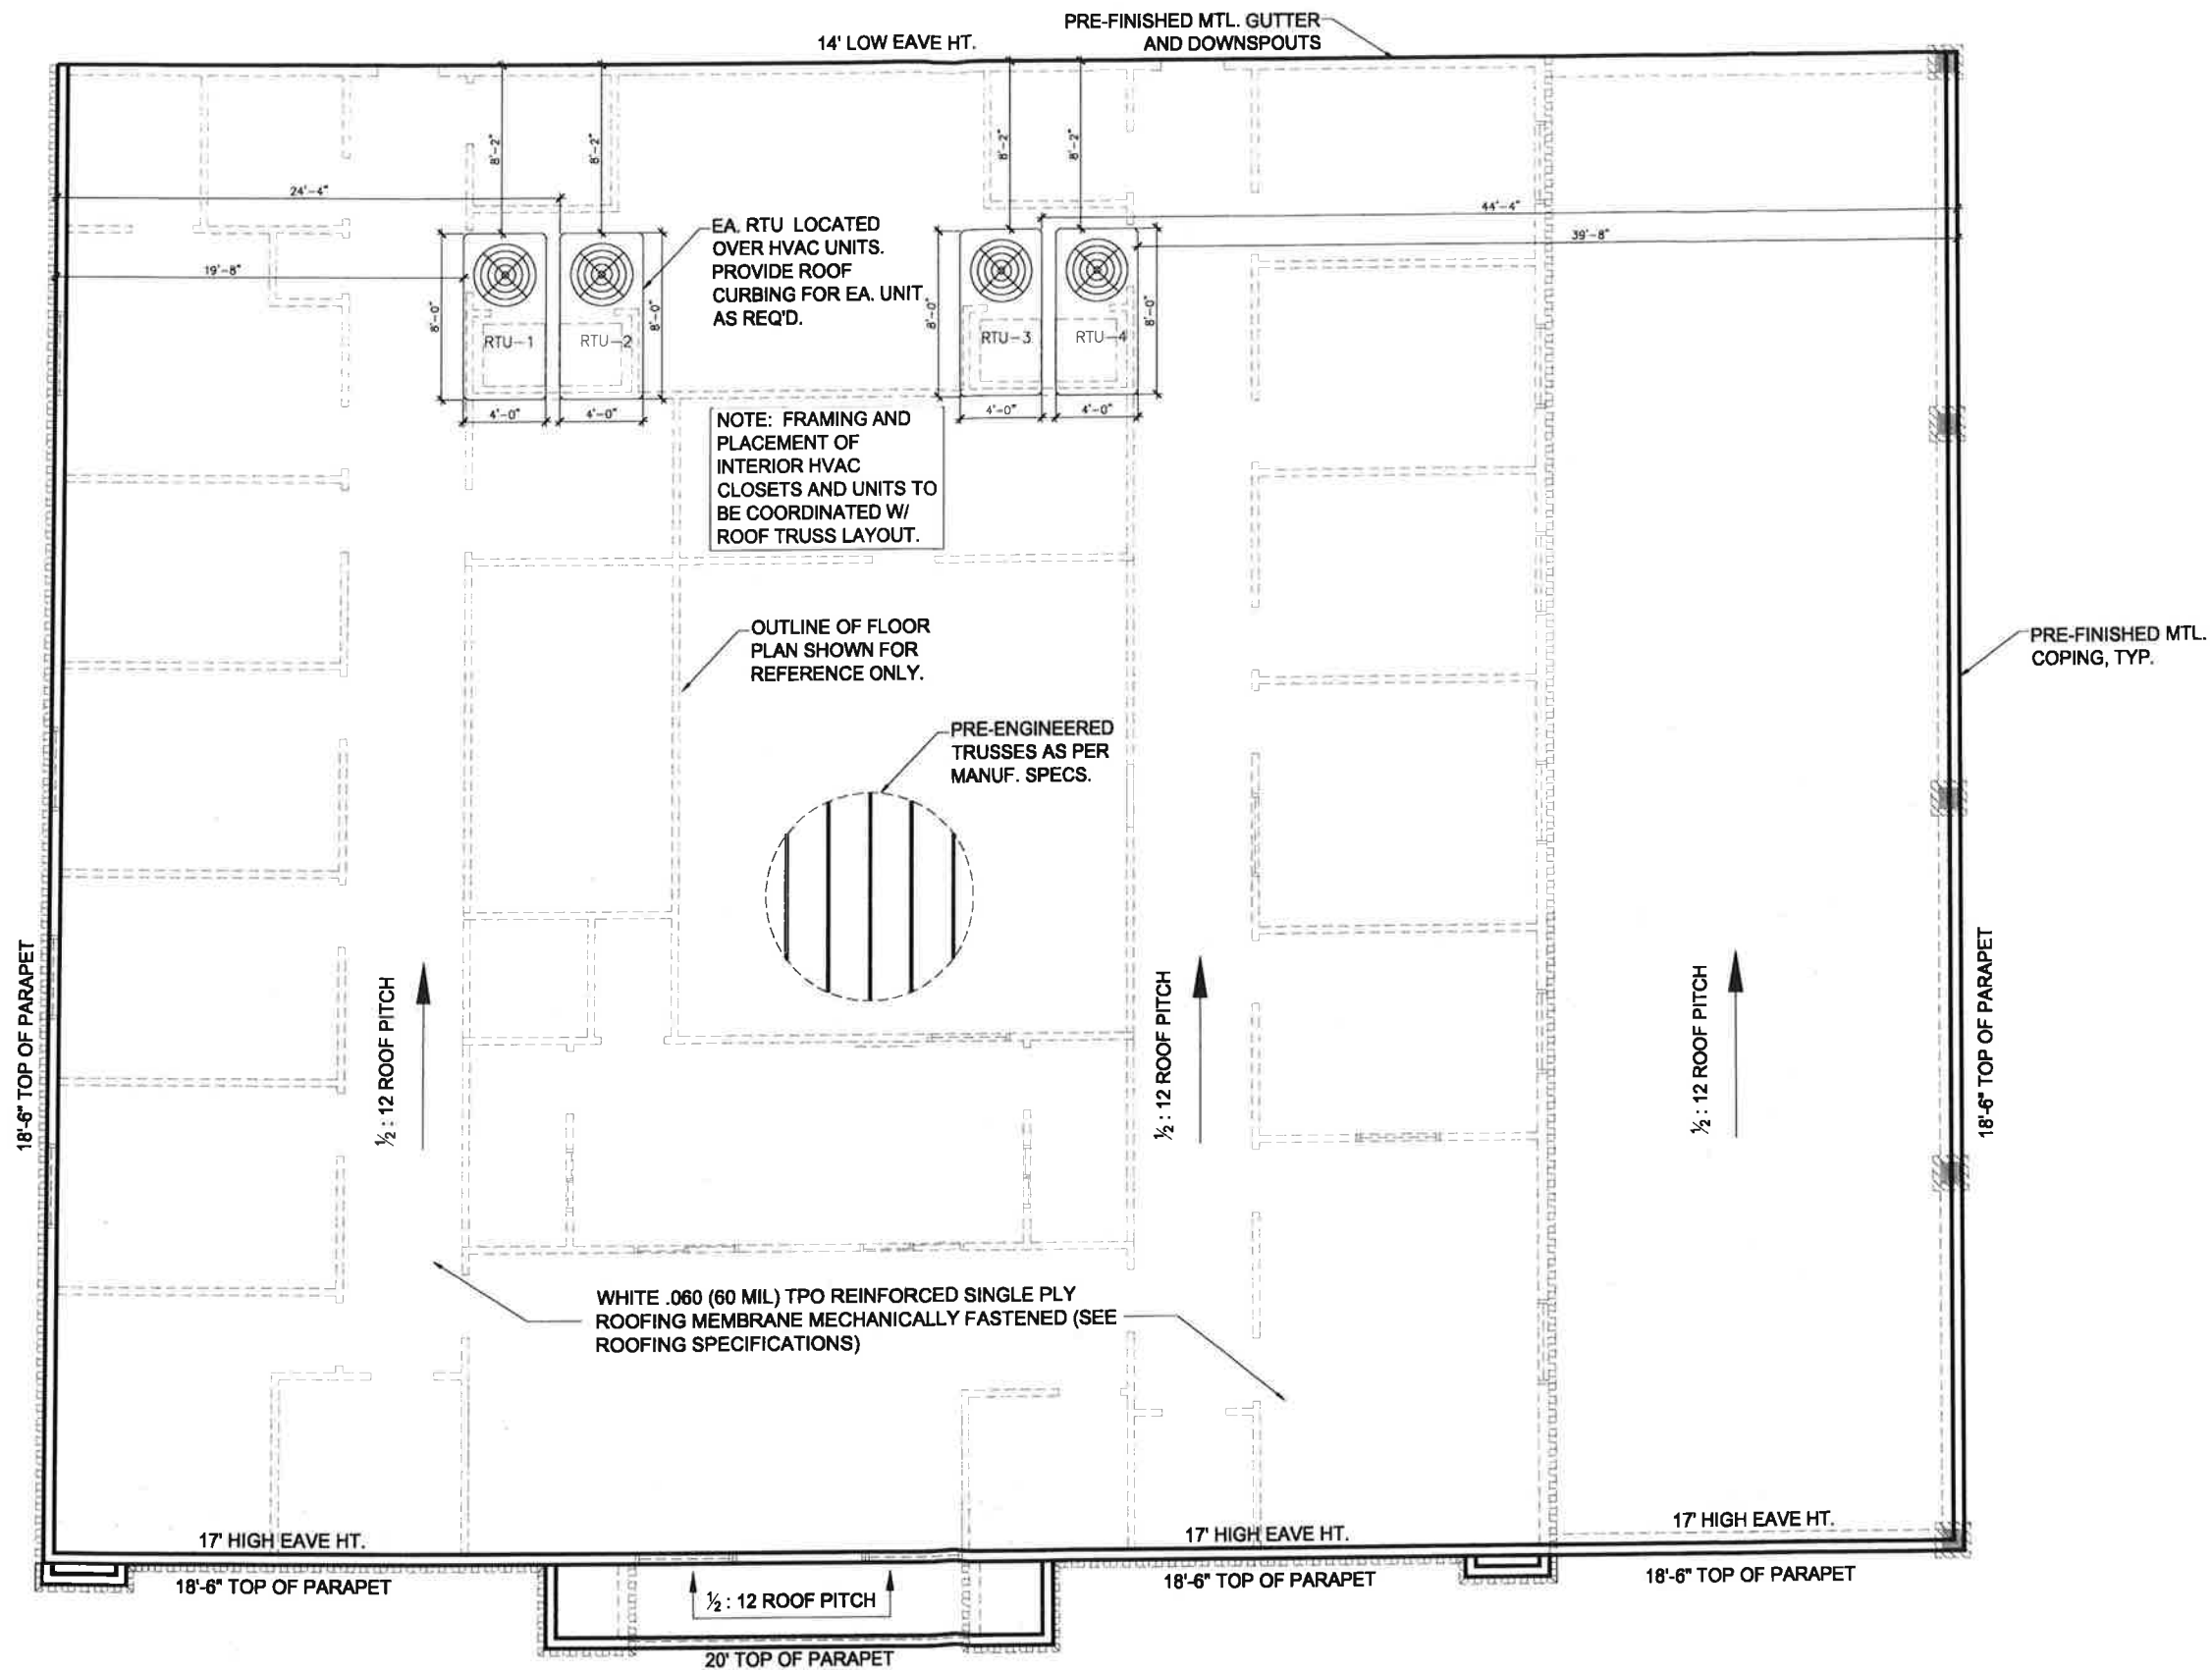 PRE-FINISHED MTL. GUTTER
AND DOWNSPOUTS
14' LOW EAVE HT.
8'-2"
8'-2"
8'-2"
8'-2"
24'-4"
44'-4"
39'-8"
19'-8"
EA. RTU LOCATED
OVER HVAC UNITS.
PROVIDE ROOF
CURBING FOR EA. UNIT
AS REQ'D.
8'-0"
8'-0"
8'-0"
8'-0"
RTU-1
RTU-2
RTU-3
RTU-4
4'-0"
4'-0"
4'-0"
4'-0"
NOTE: FRAMING AND
PLACEMENT OF
INTERIOR HVAC
CLOSETS AND UNITS TO
BE COORDINATED W/
ROOF TRUSS LAYOUT.
OUTLINE OF FLOOR
PLAN SHOWN FOR
REFERENCE ONLY.
PRE-FINISHED MTL.
COPING, TYP.
PRE-ENGINEERED
TRUSSES AS PER
MANUF. SPECS.
18'-6" TOP OF PARAPET
½ : 12 ROOF PITCH
½ : 12 ROOF PITCH
½ : 12 ROOF PITCH
18'-6" TOP OF PARAPET
WHITE .060 (60 MIL) TPO REINFORCED SINGLE PLY
ROOFING MEMBRANE MECHANICALLY FASTENED (SEE
ROOFING SPECIFICATIONS)
17' HIGH EAVE HT.
17' HIGH EAVE HT.
17' HIGH EAVE HT.
18'-6" TOP OF PARAPET
18'-6" TOP OF PARAPET
18'-6" TOP OF PARAPET
½ : 12 ROOF PITCH
20' TOP OF PARAPET